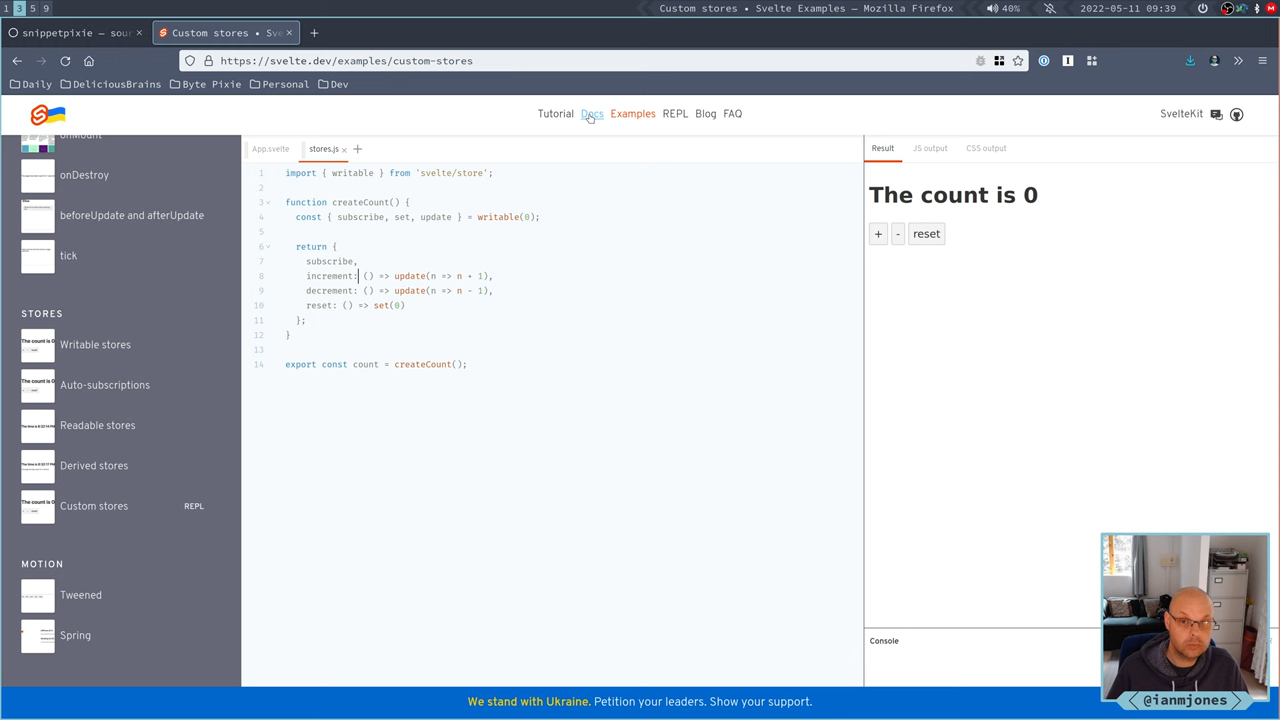 1 3 5 9
Custom stores • Svelte Examples — Mozilla Firefox
40%
2022-05-11 09:39
snippetpixie — sour
Custom stores • Sv
https://svelte.dev/examples/custom-stores
Daily
DeliciousBrains
Byte Pixie
Personal
Dev
Tutorial
Docs
Examples
REPL
Blog
FAQ
SvelteKit
onMount
onDestroy
beforeUpdate and afterUpdate
tick
STORES
Writable stores
Auto-subscriptions
Readable stores
Derived stores
Custom stores
REPL
MOTION
Tweened
Spring
App.svelte
stores.js
1 import { writable } from 'svelte/store';
2
3 function createCount() {
4 const { subscribe, set, update } = writable(0);
5
6 return {
7 subscribe,
8 increment: () => update(n => n + 1),
9 decrement: () => update(n => n - 1),
10 reset: () => set(0)
11 };
12 }
13
14 export const count = createCount();
Result
JS output
CSS output
The count is 0
+
-
reset
Console
@ianmjones
We stand with Ukraine. Petition your leaders. Show your support.